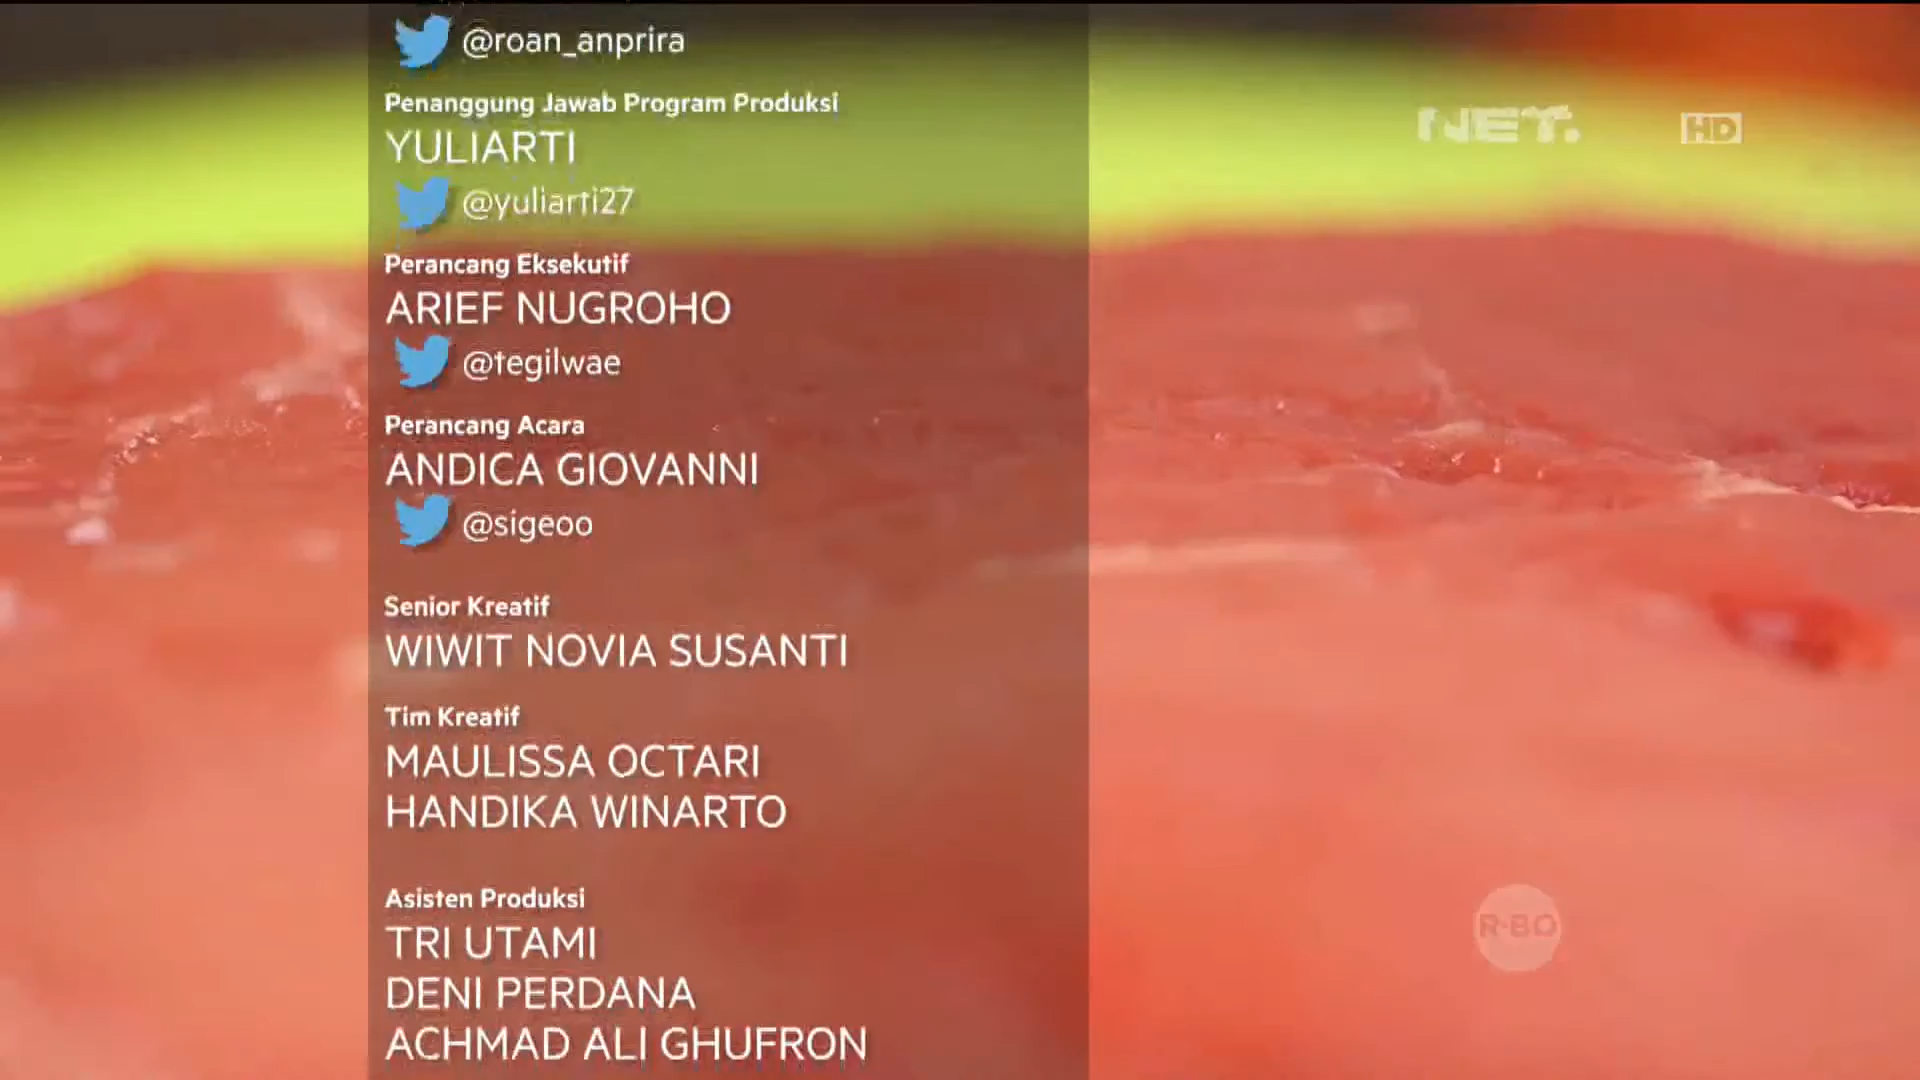 @roan_anprira
Penanggung Jawab Program Produksi
YULIARTI
@yuliarti27
Perancang Eksekutif
ARIEF NUGROHO
@tegilwae
Perancang Acara
ANDICA GIOVANNI
@sigeoo
Senior Kreatif
WIWIT NOVIA SUSANTI
Tim Kreatif
MAULISSA OCTARI
HANDIKA WINARTO
Asisten Produksi
TRI UTAMI
DENI PERDANA
ACHMAD ALI GHUFRON
NET.
HD
R-BO